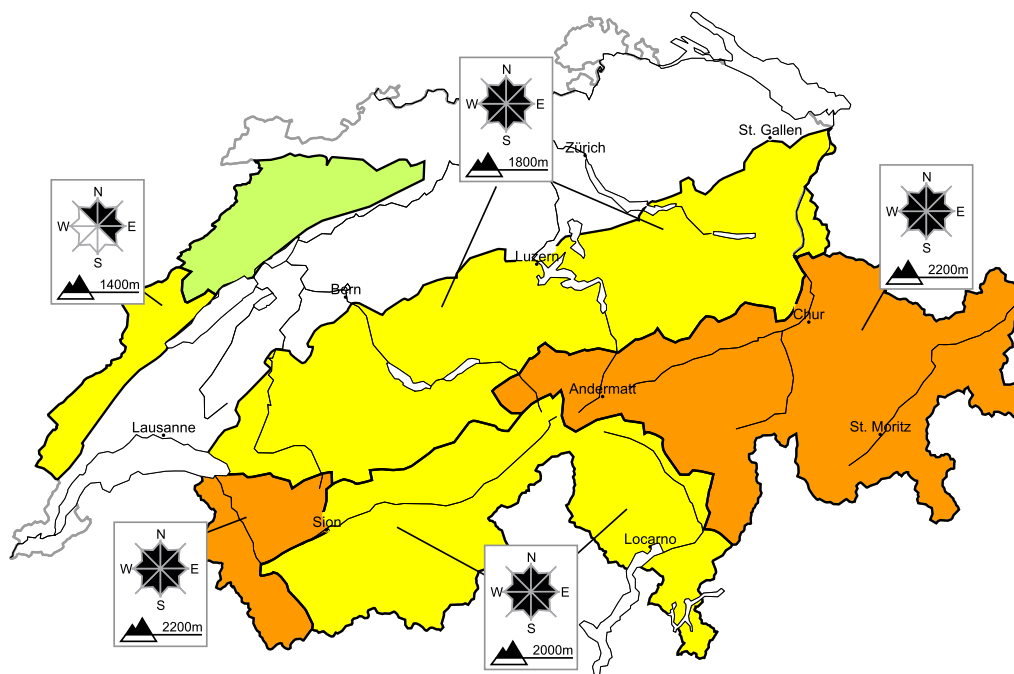 N
W E
S
1800m
St. Gallen
Zürich
N
W E
S
2200m
N
W E
S
1400m
Luzern
Bern
Chur
Andermatt
Lausanne
St. Moritz
Sion
Locarno
N
W E
S
2200m
N
W E
S
2000m